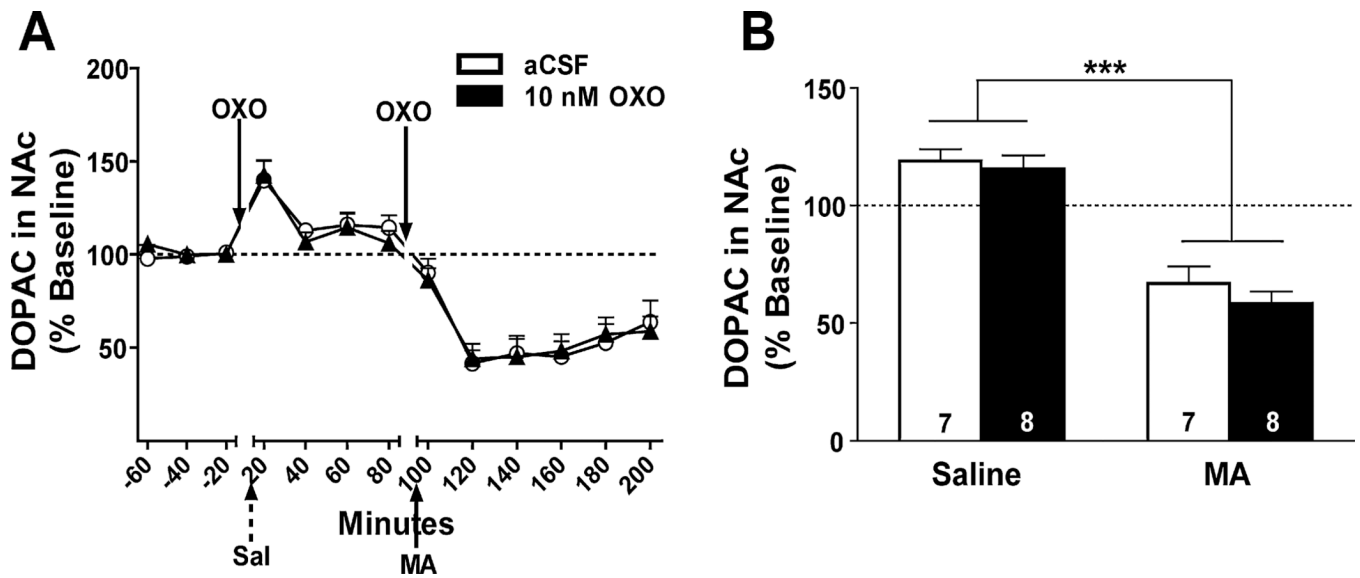 A
DOPAC in NAc
(% Baseline)
200
150
100
50
OXO
OXO
aCSF
10 nM OXO
-60
-40
-20
20
40
60
80
100
120
140
160
180
200
Minutes
Sal
MA
B
DOPAC in NAc
(% Baseline)
150
100
50
0
***
7
8
7
8
Saline
MA